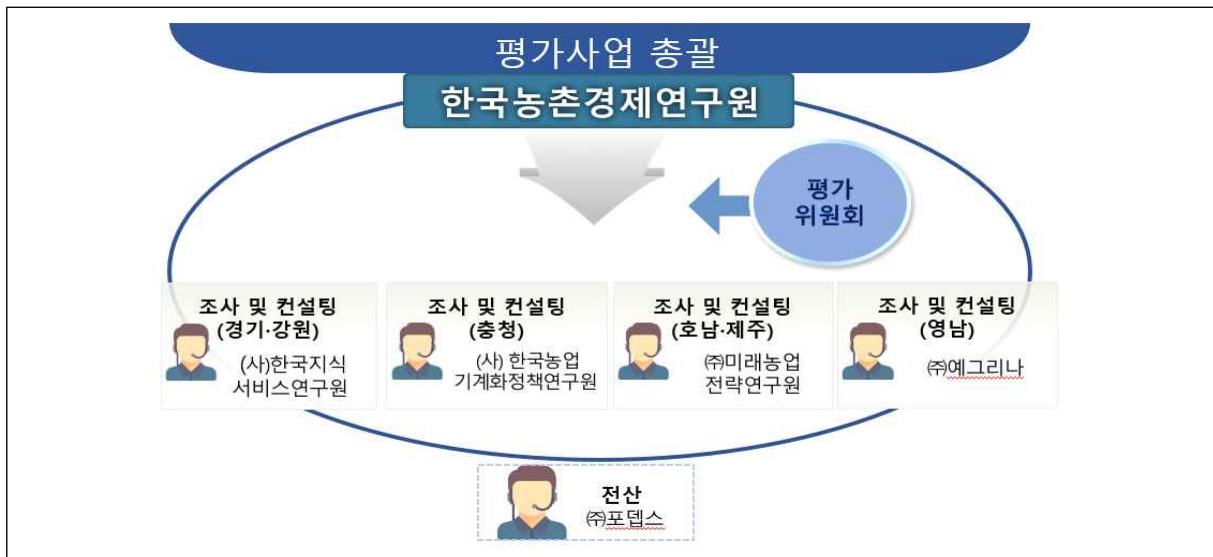 평가사업 총괄
한국농촌경제연구원
평가
위원회
조사 및 컨설팅
(경기·강원)
(사)한국지식
서비스연구원
조사 및 컨설팅
(충청)
(사) 한국농업
기계화정책연구원
조사 및 컨설팅
(호남·제주)
㈜미래농업
전략연구원
조사 및 컨설팅
(영남)
㈜예그리나
전산
㈜포뎁스